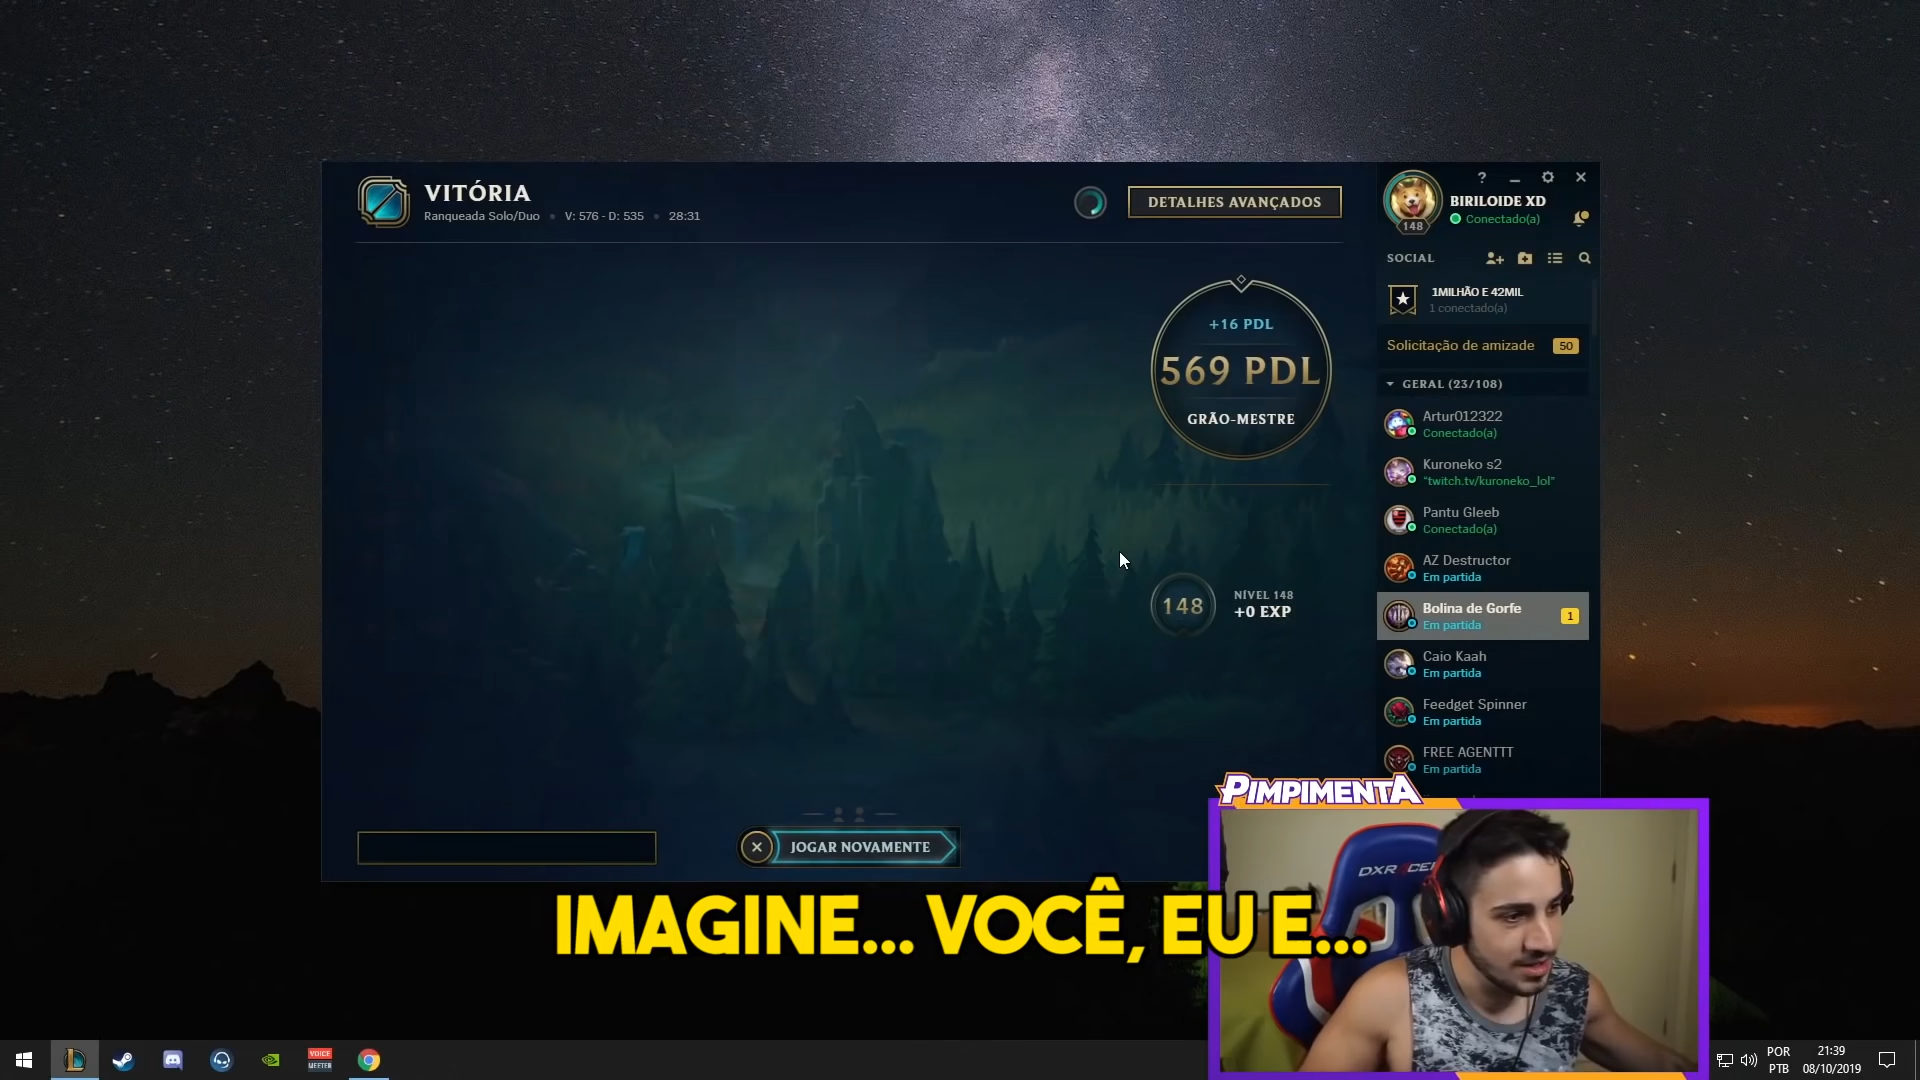 VITÓRIA
Ranqueada Solo/Duo • V: 576 - D: 535 • 28:31
DETALHES AVANÇADOS
+16 PDL
569 PDL
GRÃO-MESTRE
148
NÍVEL 148
+0 EXP
JOGAR NOVAMENTE
148
BIRILOIDE XD
Conectado(a)
SOCIAL
1MILHÃO E 42MIL
1 conectado(a)
Solicitação de amizade 50
GERAL (23/108)
Artur012322
Conectado(a)
Kuroneko s2
"twitch.tv/kuroneko_lol"
Pantu Gleeb
Conectado(a)
AZ Destructor
Em partida
Bolina de Gorfe
Em partida
1
Caio Kaah
Em partida
Feedget Spinner
Em partida
FREE AGENTTT
Em partida
PIMPIMENTA
DXRACER
IMAGINE... VOCÊ, EU E...
VOICE
MEETER
POR
PTB
21:39
08/10/2019